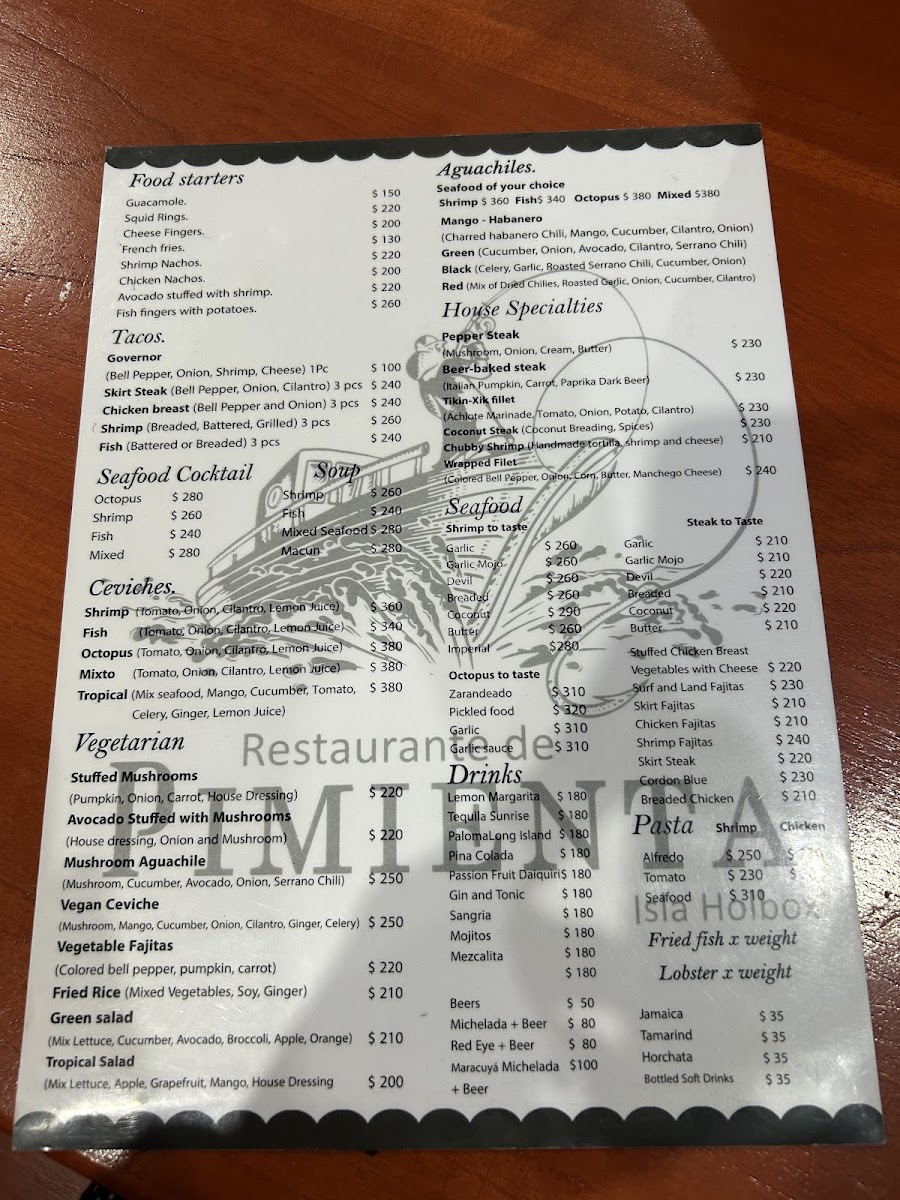 Food starters
Guacamole. $ 150
Squid Rings. $ 220
Cheese Fingers. $ 200
French fries. $ 130
Shrimp Nachos. $ 220
Chicken Nachos. $ 200
Avocado stuffed with shrimp. $ 220
Fish fingers with potatoes. $ 260
Tacos.
Governor
(Bell Pepper, Onion, Shrimp, Cheese) 1Pc $ 100
Skirt Steak (Bell Pepper, Onion, Cilantro) 3 pcs $ 240
Chicken breast (Bell Pepper and Onion) 3 pcs $ 240
Shrimp (Breaded, Battered, Grilled) 3 pcs $ 260
Fish (Battered or Breaded) 3 pcs $ 240
Seafood Cocktail
Octopus $ 280
Shrimp $ 260
Fish $ 240
Mixed $ 280
Soup
Shrimp $ 260
Fish $ 240
Mixed Seafood $ 280
Macun $ 280
Ceviches.
Shrimp (Tomato, Onion, Cilantro, Lemon Juice) $ 360
Fish (Tomato, Onion, Cilantro, Lemon Juice) $ 340
Octopus (Tomato, Onion, Cilantro, Lemon Juice) $ 380
Mixto (Tomato, Onion, Cilantro, Lemon Juice) $ 380
Tropical (Mix seafood, Mango, Cucumber, Tomato, $ 380
Celery, Ginger, Lemon Juice)
Vegetarian
Stuffed Mushrooms
(Pumpkin, Onion, Carrot, House Dressing) $ 220
Avocado Stuffed with Mushrooms
(House dressing, Onion and Mushroom) $ 220
Mushroom Aguachile
(Mushroom, Cucumber, Avocado, Onion, Serrano Chili) $ 250
Vegan Ceviche
(Mushroom, Mango, Cucumber, Onion, Cilantro, Ginger, Celery) $ 250
Vegetable Fajitas
(Colored bell pepper, pumpkin, carrot) $ 220
Fried Rice (Mixed Vegetables, Soy, Ginger) $ 210
Green salad
(Mix Lettuce, Cucumber, Avocado, Broccoli, Apple, Orange) $ 210
Tropical Salad
(Mix Lettuce, Apple, Grapefruit, Mango, House Dressing $ 200
Aguachiles.
Seafood of your choice
Shrimp $ 360 Fish$ 340 Octopus $ 380 Mixed $380
Mango - Habanero
(Charred habanero Chili, Mango, Cucumber, Cilantro, Onion)
Green (Cucumber, Onion, Avocado, Cilantro, Serrano Chili)
Black (Celery, Garlic, Roasted Serrano Chili, Cucumber, Onion)
Red (Mix of Dried Chilies, Roasted Garlic, Onion, Cucumber, Cilantro)
House Specialties
Pepper Steak
(Mushroom, Onion, Cream, Butter) $ 230
Beer-baked steak
(Italian Pumpkin, Carrot, Paprika Dark Beer) $ 230
Tikin-Xik fillet
(Achiote Marinade, Tomato, Onion, Potato, Cilantro) $ 230
Coconut Steak (Coconut Breading, Spices) $ 230
Chubby Shrimp (Handmade tortilla, shrimp and cheese) $ 210
Wrapped Filet
(Colored Bell Pepper, Onion, Corn, Butter, Manchego Cheese) $ 240
Seafood
Shrimp to taste
Garlic $ 260
Garlic Mojo $ 260
Devil $ 260
Breaded $ 260
Coconut $ 290
Butter $ 260
Imperial $280
Octopus to taste
Zarandeado $ 310
Pickled food $ 320
Garlic $ 310
Garlic sauce $ 310
Steak to Taste
Garlic $ 210
Garlic Mojo $ 210
Devil $ 220
Breaded $ 210
Coconut $ 220
Butter $ 210
Stuffed Chicken Breast
Vegetables with Cheese $ 220
Surf and Land Fajitas $ 230
Skirt Fajitas $ 210
Chicken Fajitas $ 210
Shrimp Fajitas $ 240
Skirt Steak $ 220
Cordon Blue $ 230
Breaded Chicken $ 210
Drinks
Lemon Margarita $ 180
Tequila Sunrise $ 180
PalomaLong Island $ 180
Pina Colada $ 180
Passion Fruit Daiquiri$ 180
Gin and Tonic $ 180
Sangria $ 180
Mojitos $ 180
Mezcalita $ 180
$ 180
Beers $ 50
Michelada + Beer $ 80
Red Eye + Beer $ 80
Maracuyá Michelada $100
+ Beer
Pasta Shrimp Chicken
Alfredo $ 250
Tomato $ 230
Seafood $ 310
Fried fish x weight
Lobster x weight
Jamaica $ 35
Tamarind $ 35
Horchata $ 35
Bottled Soft Drinks $ 35
Restaurante de
PIMIENTA
Isla Holbox